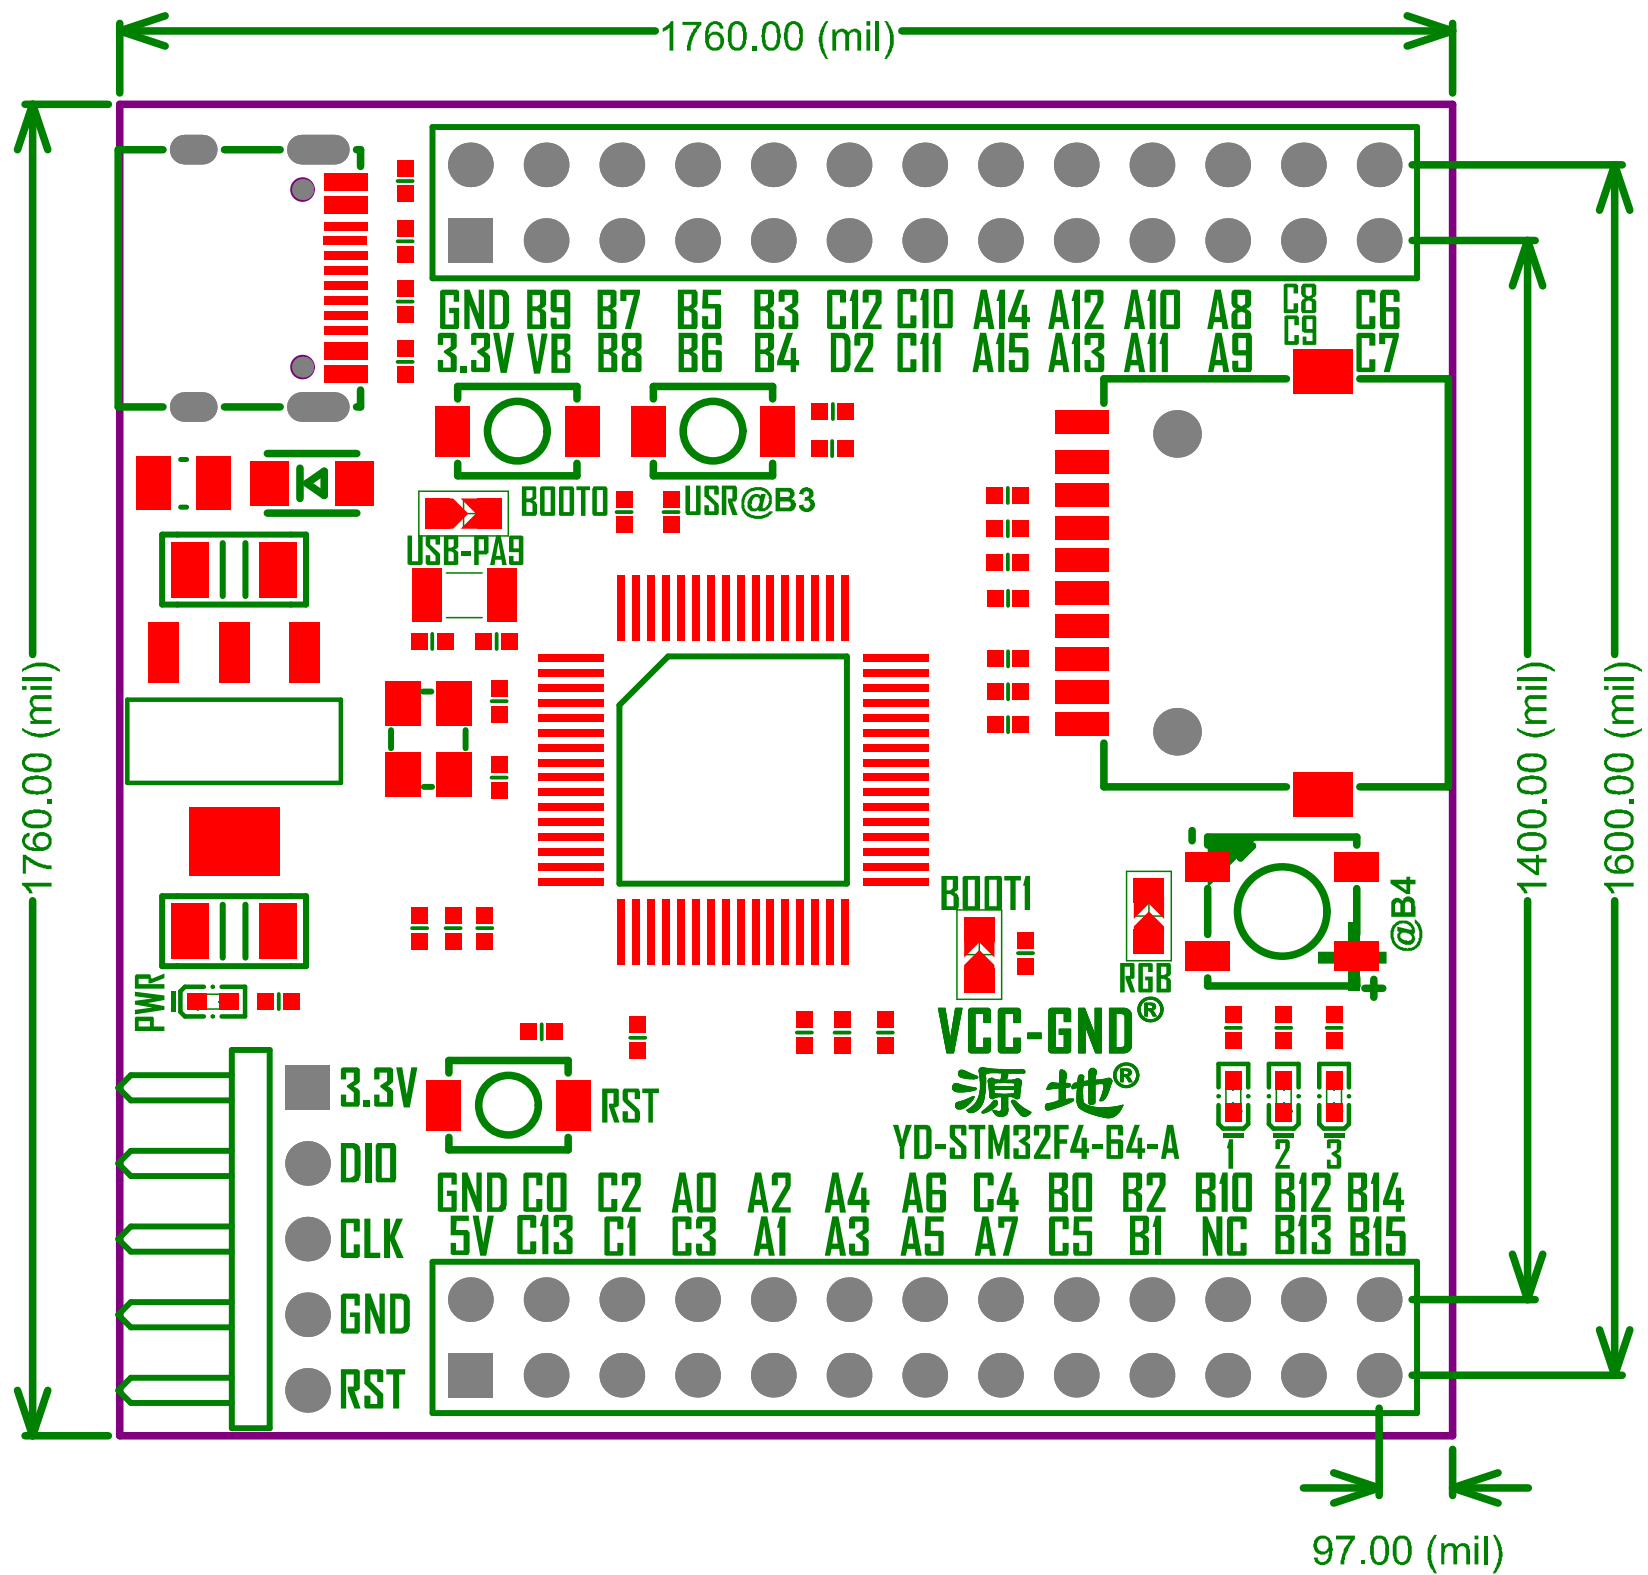 1760.00 (mil)
GND B9 B7 B5 B3 C12 C10 A14 A12 A10 A8 C8 C6
3.3V VB B8 B6 B4 D2 C11 A15 A13 A11 A9 C9 C7
BOOT0
USR@B3
USB-PA9
1760.00 (mil)
1400.00 (mil)
1600.00 (mil)
BOOT1
@B4
RGB
+
PWR
VCC-GND®
源地®
YD-STM32F4-64-A
1 2 3
3.3V
DIO
CLK
GND
RST
RST
GND C0 C2 A0 A2 A4 A6 C4 B0 B2 B10 B12 B14
5V C13 C1 C3 A1 A3 A5 A7 C5 B1 NC B13 B15
97.00 (mil)